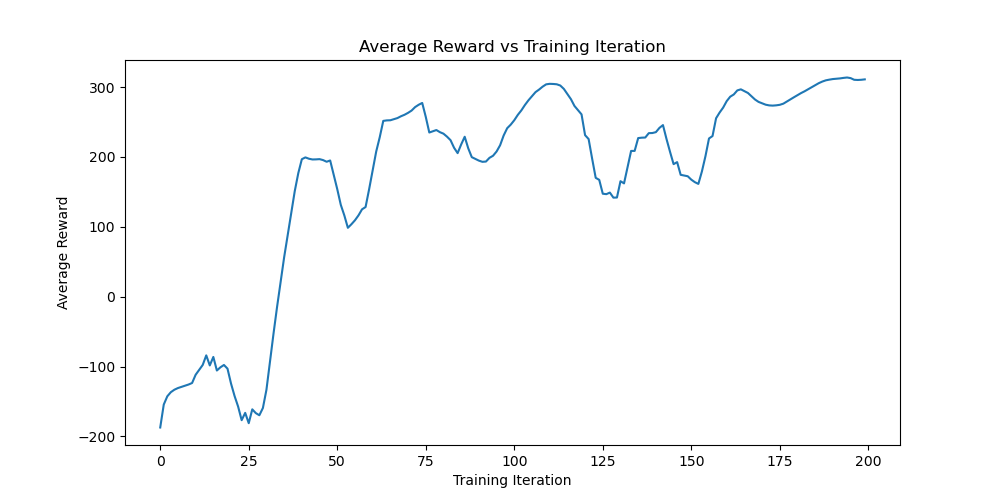 Average Reward vs Training Iteration
Average Reward
300
200
100
0
−100
−200
0 25 50 75 100 125 150 175 200
Training Iteration